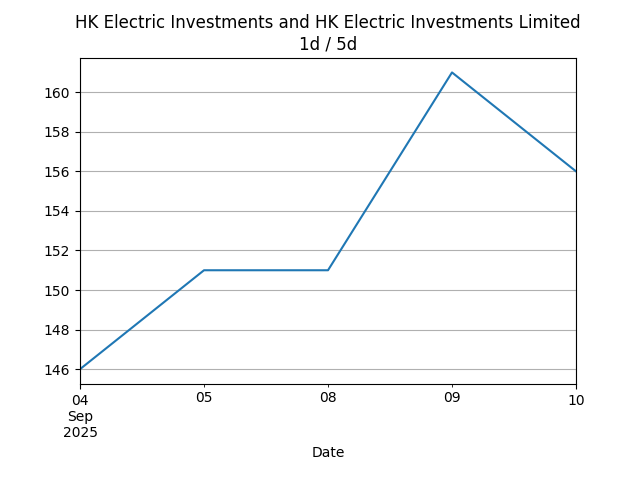 HK Electric Investments and HK Electric Investments Limited
1d / 5d
160
158
156
154
152
150
148
146
04 05 08 09 10
Sep
2025
Date